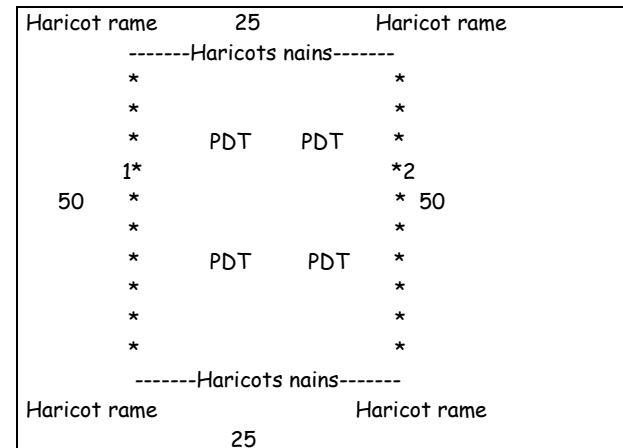 Haricot rame 25 Haricot rame
-------Haricots nains-------
* *
* *
* PDT PDT *
1* *2
50 * * 50
* *
* PDT PDT *
* *
* *
* *
-------Haricots nains-------
Haricot rame Haricot rame
25